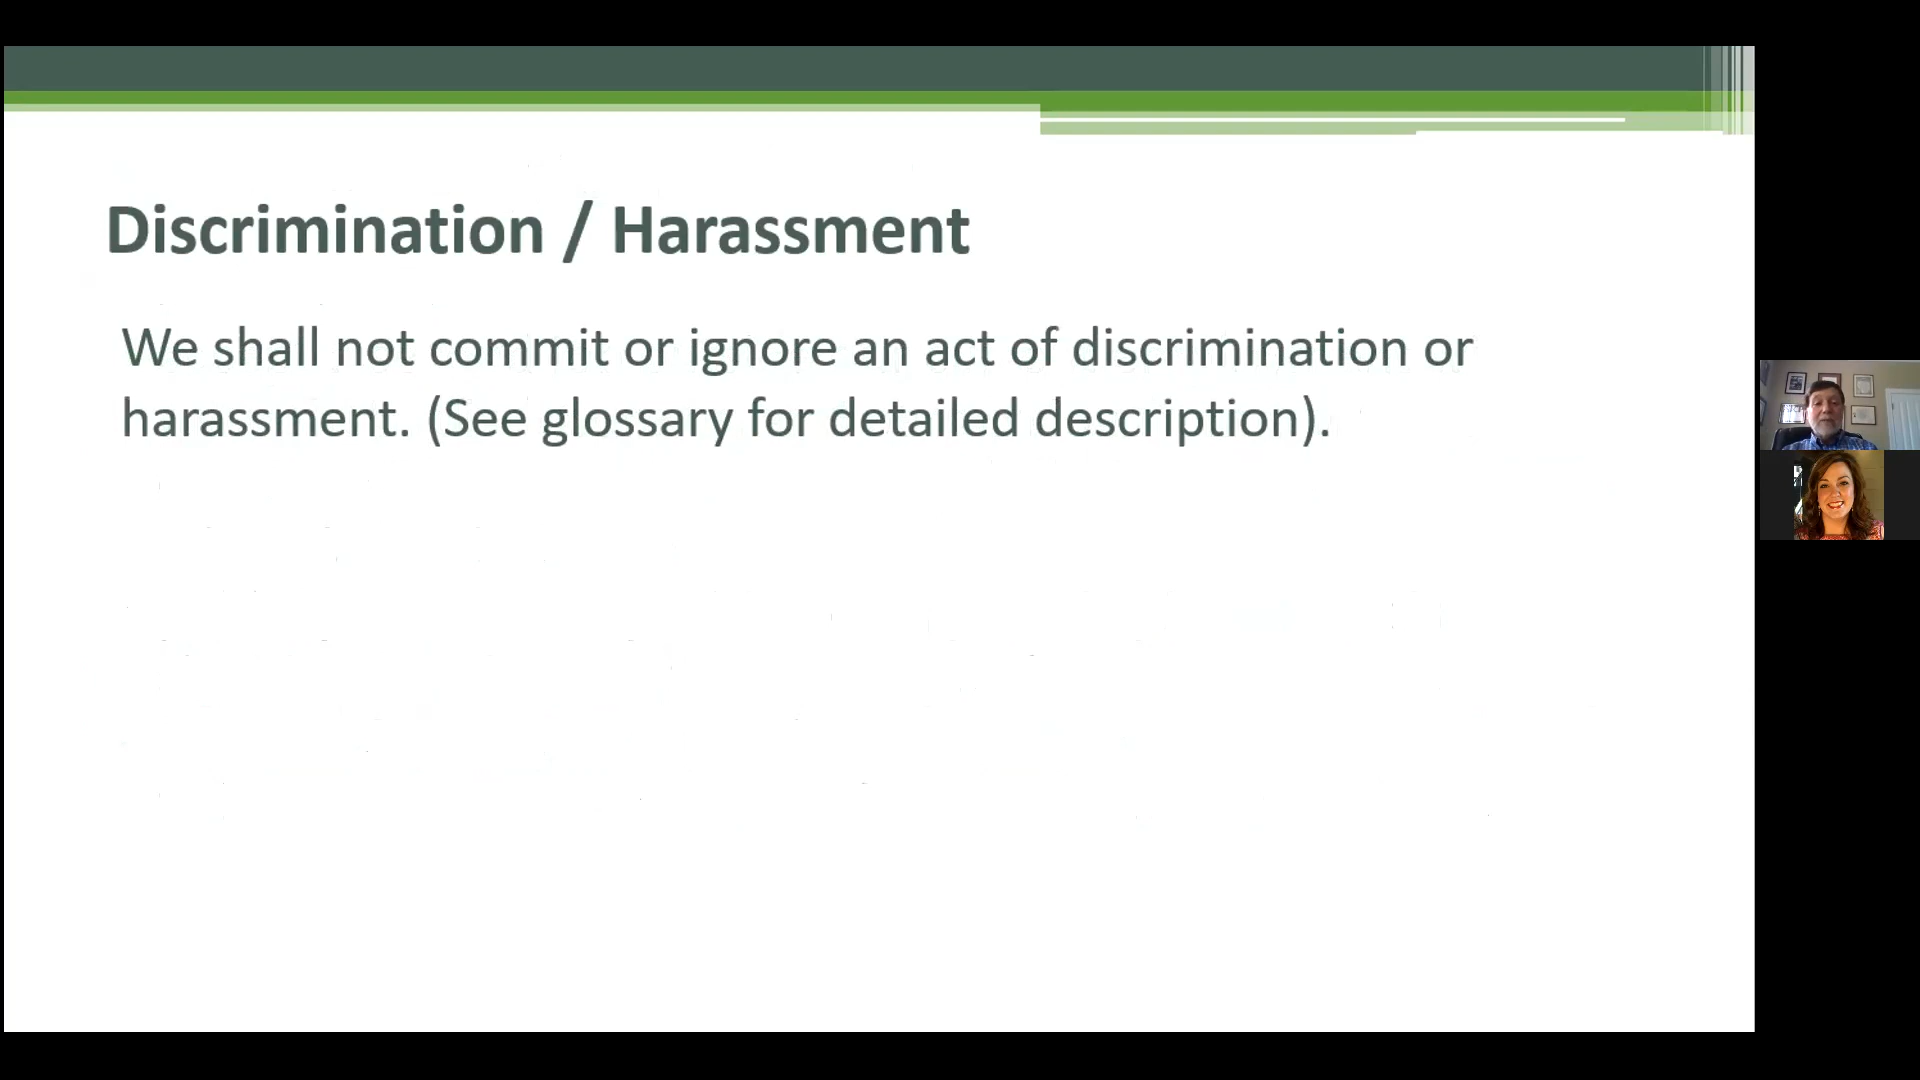 Discrimination / Harassment
We shall not commit or ignore an act of discrimination or
harassment. (See glossary for detailed description).